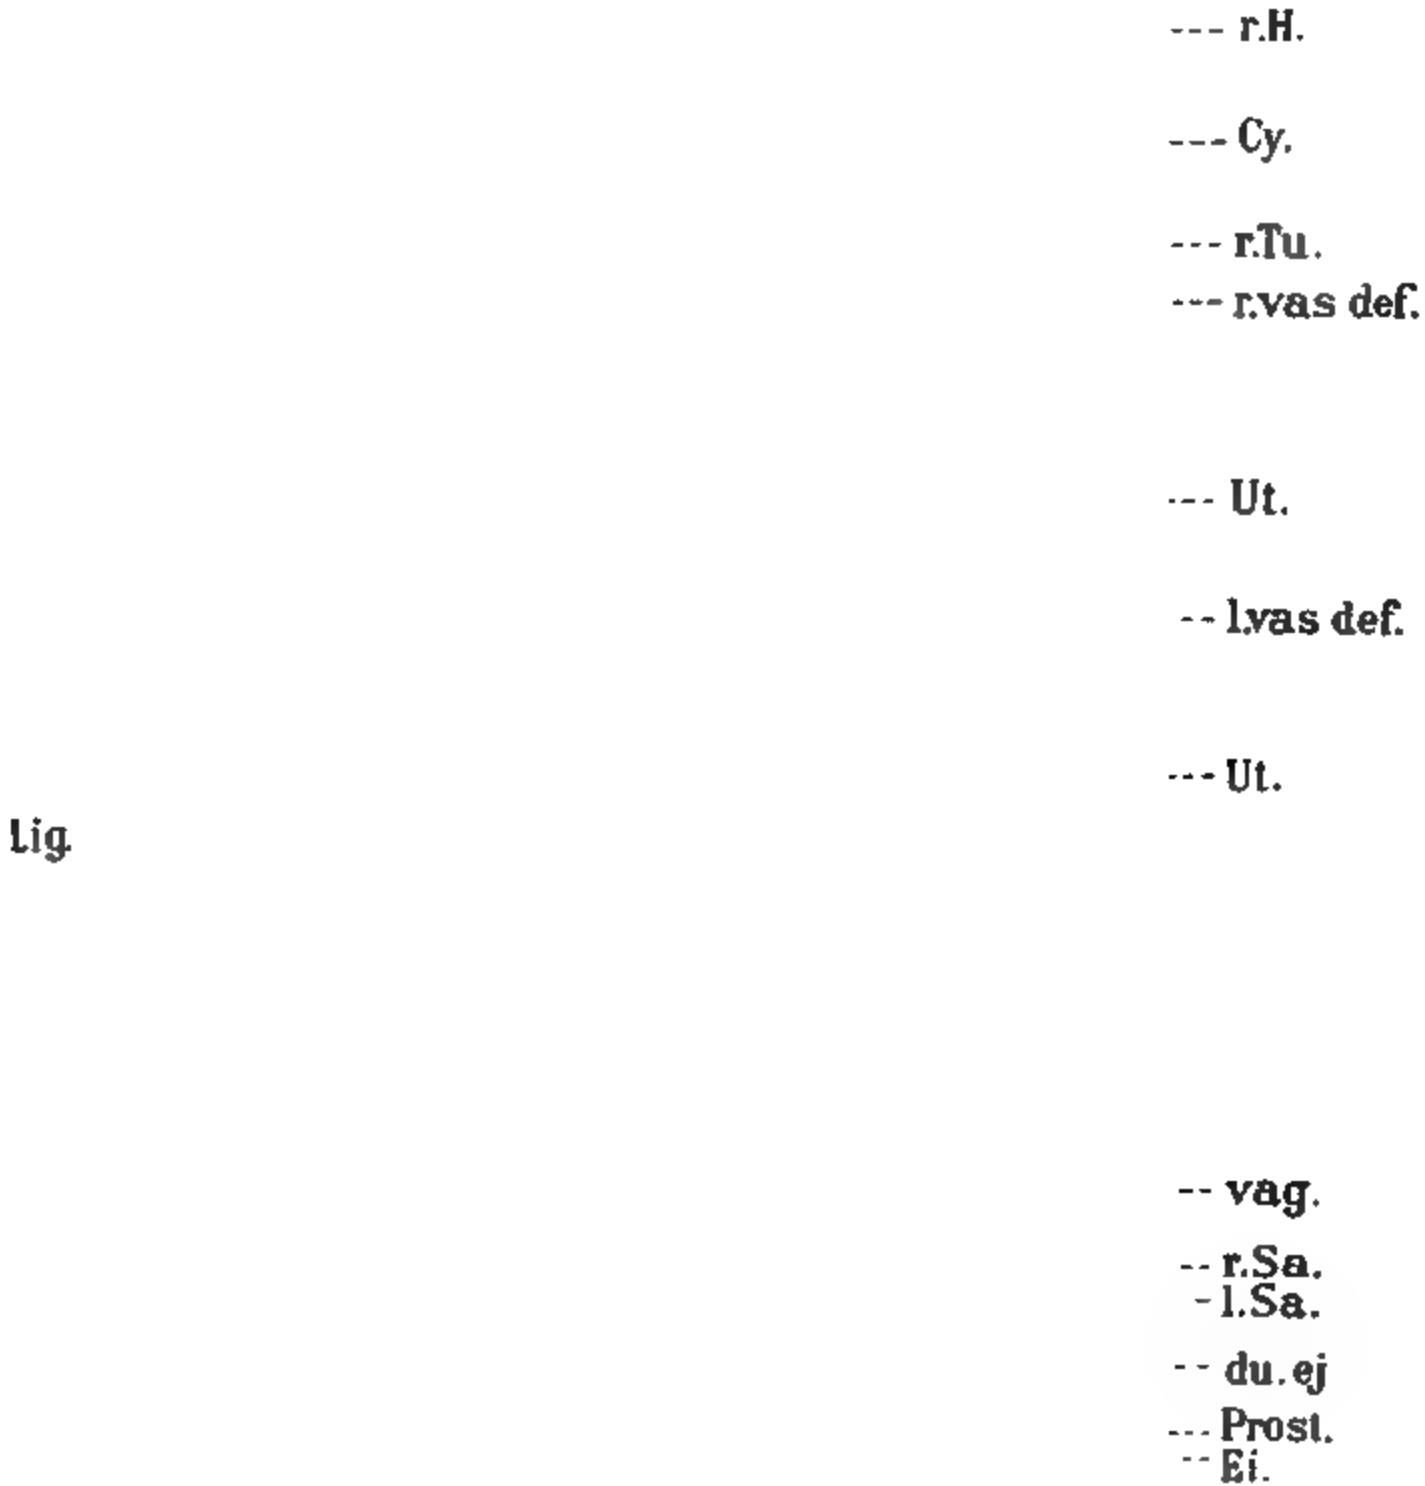 r.H.
Cy.
r.Tu.
r.vas def.
Ut.
l.vas def.
Ut.
Lig.
vag.
r.Sa.
l.Sa.
du. ej
Prost.
Ei.